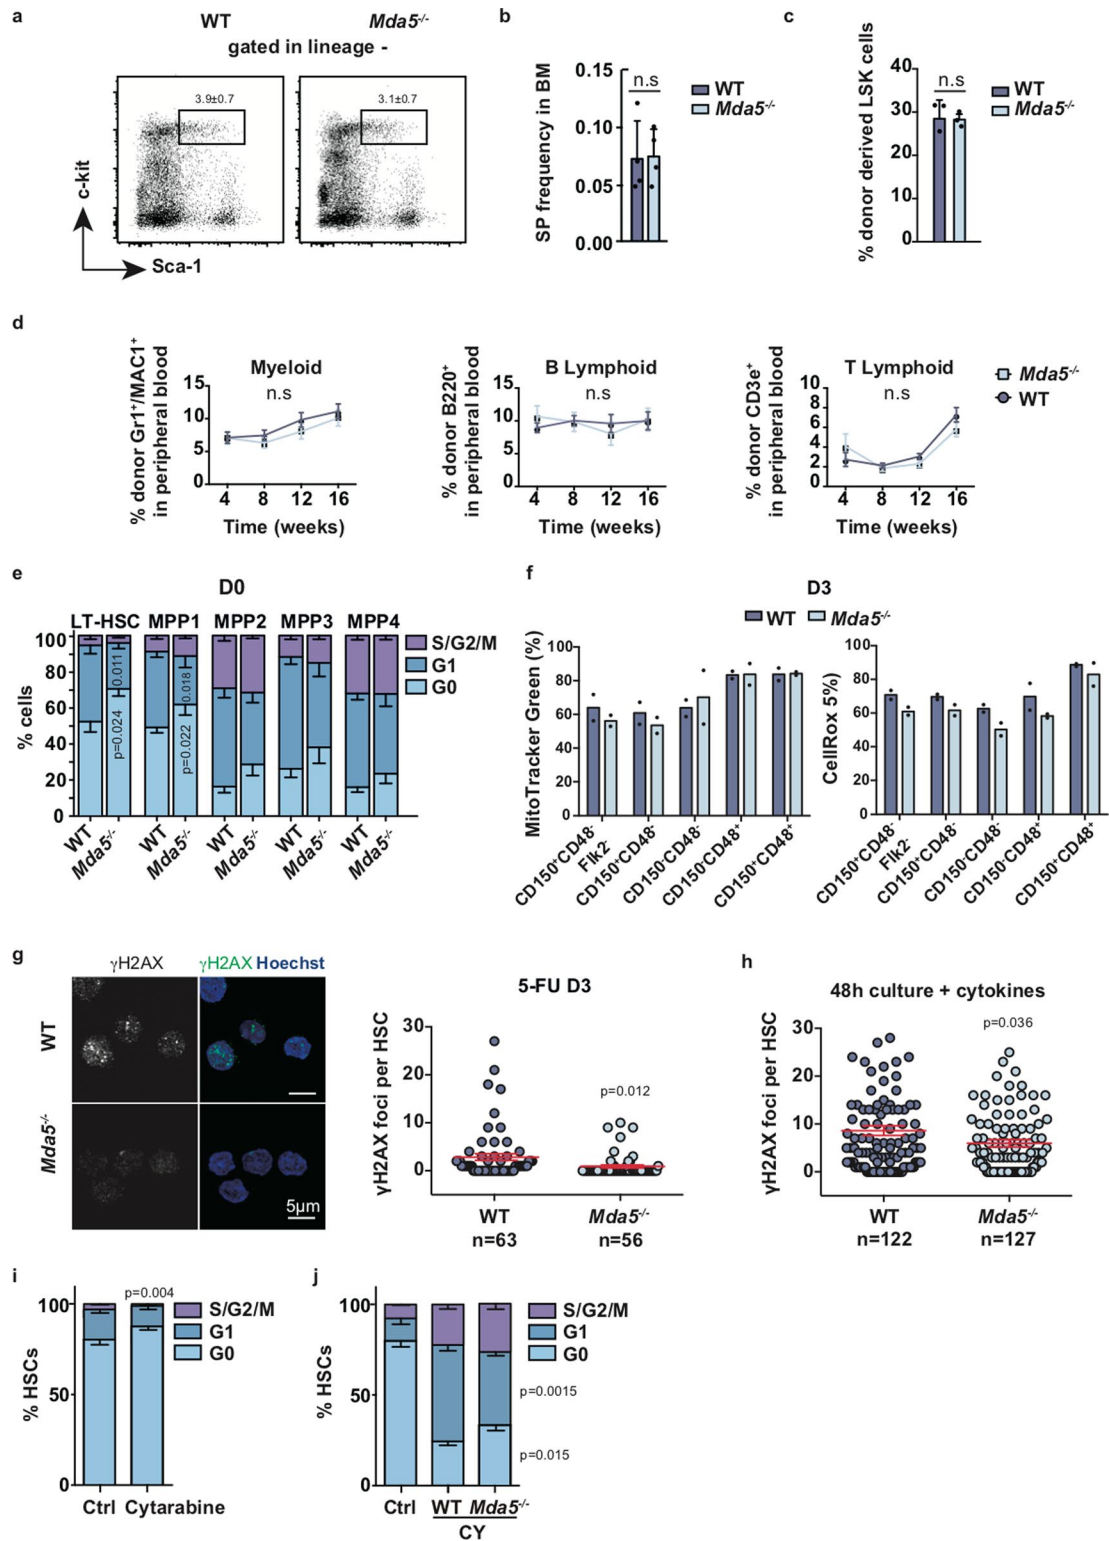 a
WT
Mda5-/-
gated in lineage -
3.9±0.7
3.1±0.7
c-kit
Sca-1
b
SP frequency in BM
0.15
0.10
0.05
0.00
n.s
WT
Mda5-/-
c
% donor derived LSK cells
40
30
20
10
0
n.s
WT
Mda5-/-
d
% donor Gr1+/MAC1+
in peripheral blood
Myeloid
n.s
15
10
5
0
4 8 12 16
Time (weeks)
% donor B220+
in peripheral blood
B Lymphoid
n.s
15
10
5
0
4 8 12 16
Time (weeks)
% donor CD3e+
in peripheral blood
T Lymphoid
n.s
10
8
6
4
2
0
4 8 12 16
Time (weeks)
Mda5-/-
WT
e
D0
LT-HSC MPP1 MPP2 MPP3 MPP4
% cells
100
80
60
40
20
0
0.011
p=0.024
0.018
p=0.022
S/G2/M
G1
G0
WT
Mda5-/-
WT
Mda5-/-
WT
Mda5-/-
WT
Mda5-/-
WT
Mda5-/-
f
D3
WT
Mda5-/-
MitoTracker Green (%)
100
80
60
40
20
0
CD150+CD48-
Flk2-
CD150+CD48-
CD150-CD48-
CD150-CD48+
CD150+CD48+
CellRox 5%)
100
80
60
40
20
0
CD150+CD48-
Flk2-
CD150+CD48-
CD150-CD48-
CD150-CD48+
CD150+CD48+
g
γH2AX
γH2AX Hoechst
WT
Mda5-/-
5μm
5-FU D3
γH2AX foci per HSC
30
20
10
0
p=0.012
WT
n=63
Mda5-/-
n=56
h
48h culture + cytokines
γH2AX foci per HSC
30
20
10
0
p=0.036
WT
n=122
Mda5-/-
n=127
i
% HSCs
100
50
0
p=0.004
S/G2/M
G1
G0
Ctrl Cytarabine
j
% HSCs
100
50
0
S/G2/M
G1
G0
p=0.0015
p=0.015
Ctrl WT Mda5-/-
CY